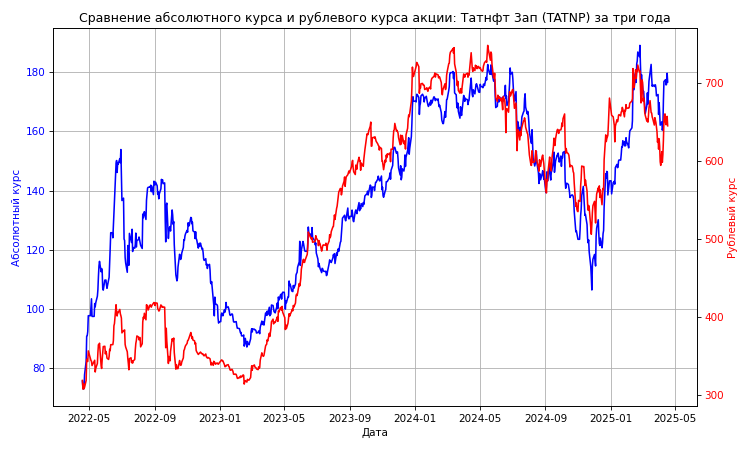 Сравнение абсолютного курса и рублевого курса акции: Татнфт 3ап (TATNP) за три года
Абсолютный курс
180
160
140
120
100
80
700
600
500
400
300
Рублевый курс
2022-05 2022-09 2023-01 2023-05 2023-09 2024-01 2024-05 2024-09 2025-01 2025-05
Дата